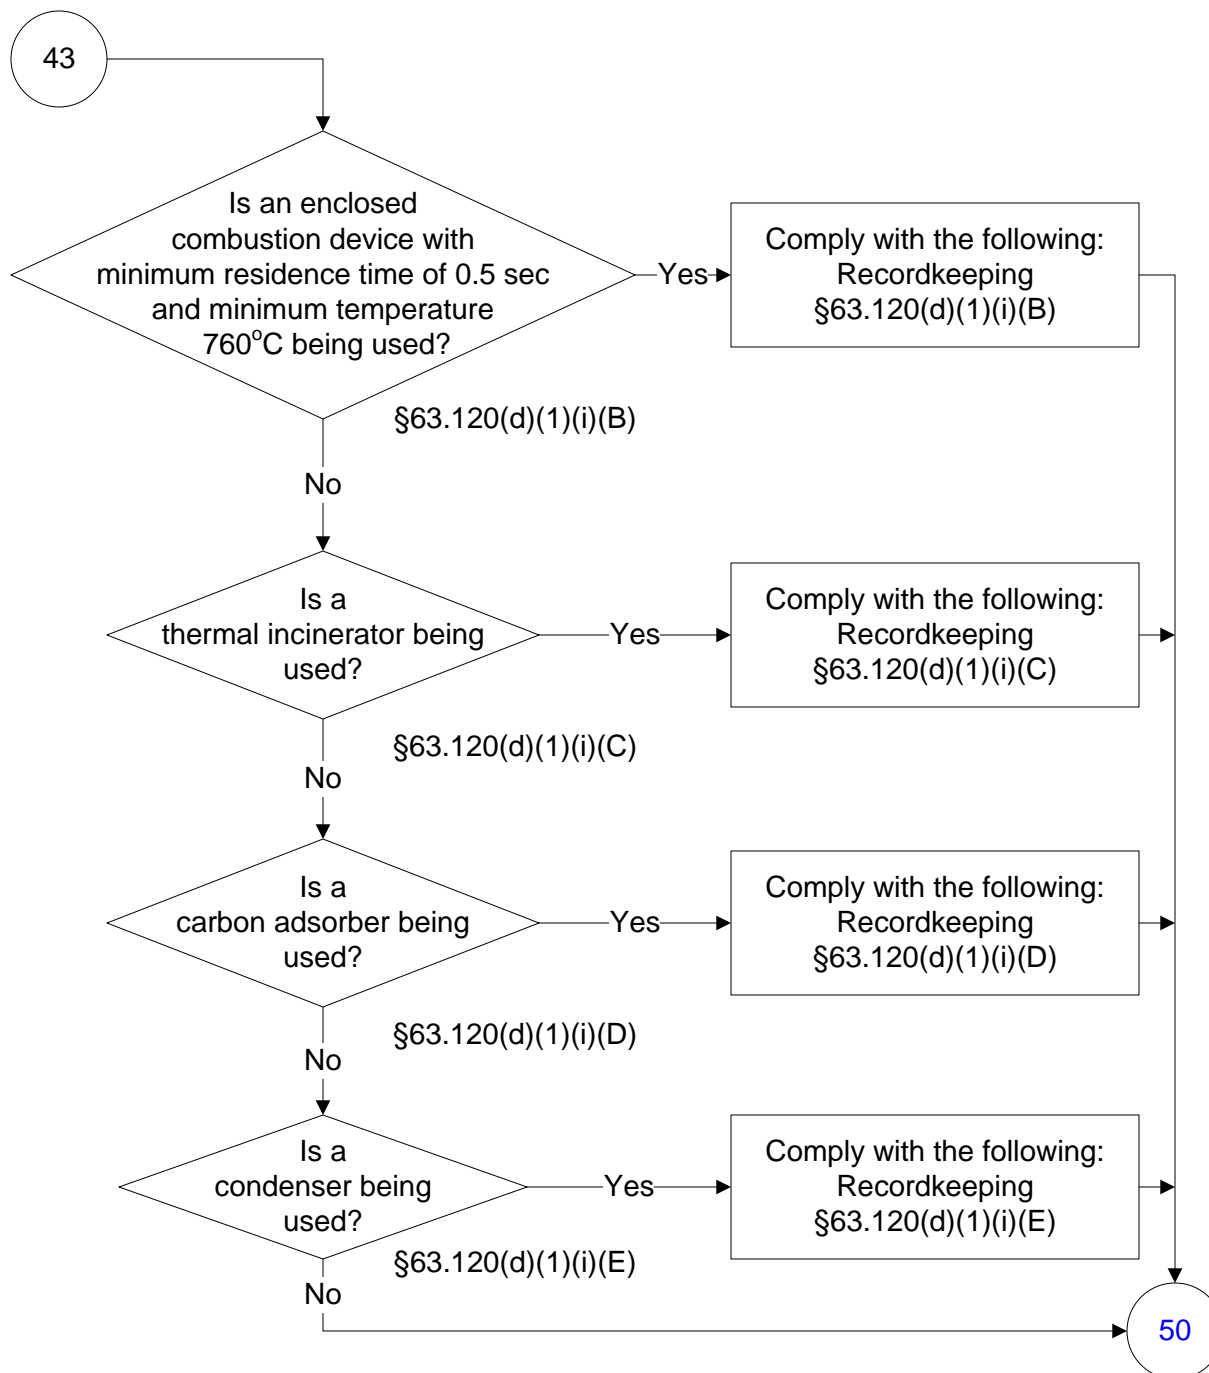 43
Is an enclosed
combustion device with
minimum residence time of 0.5 sec
and minimum temperature
760°C being used?
Yes
Comply with the following:
Recordkeeping
§63.120(d)(1)(i)(B)
§63.120(d)(1)(i)(B)
No
Is a
thermal incinerator being
used?
Yes
Comply with the following:
Recordkeeping
§63.120(d)(1)(i)(C)
§63.120(d)(1)(i)(C)
No
Is a
carbon adsorber being
used?
Yes
Comply with the following:
Recordkeeping
§63.120(d)(1)(i)(D)
§63.120(d)(1)(i)(D)
No
Is a
condenser being
used?
Yes
Comply with the following:
Recordkeeping
§63.120(d)(1)(i)(E)
§63.120(d)(1)(i)(E)
No
50